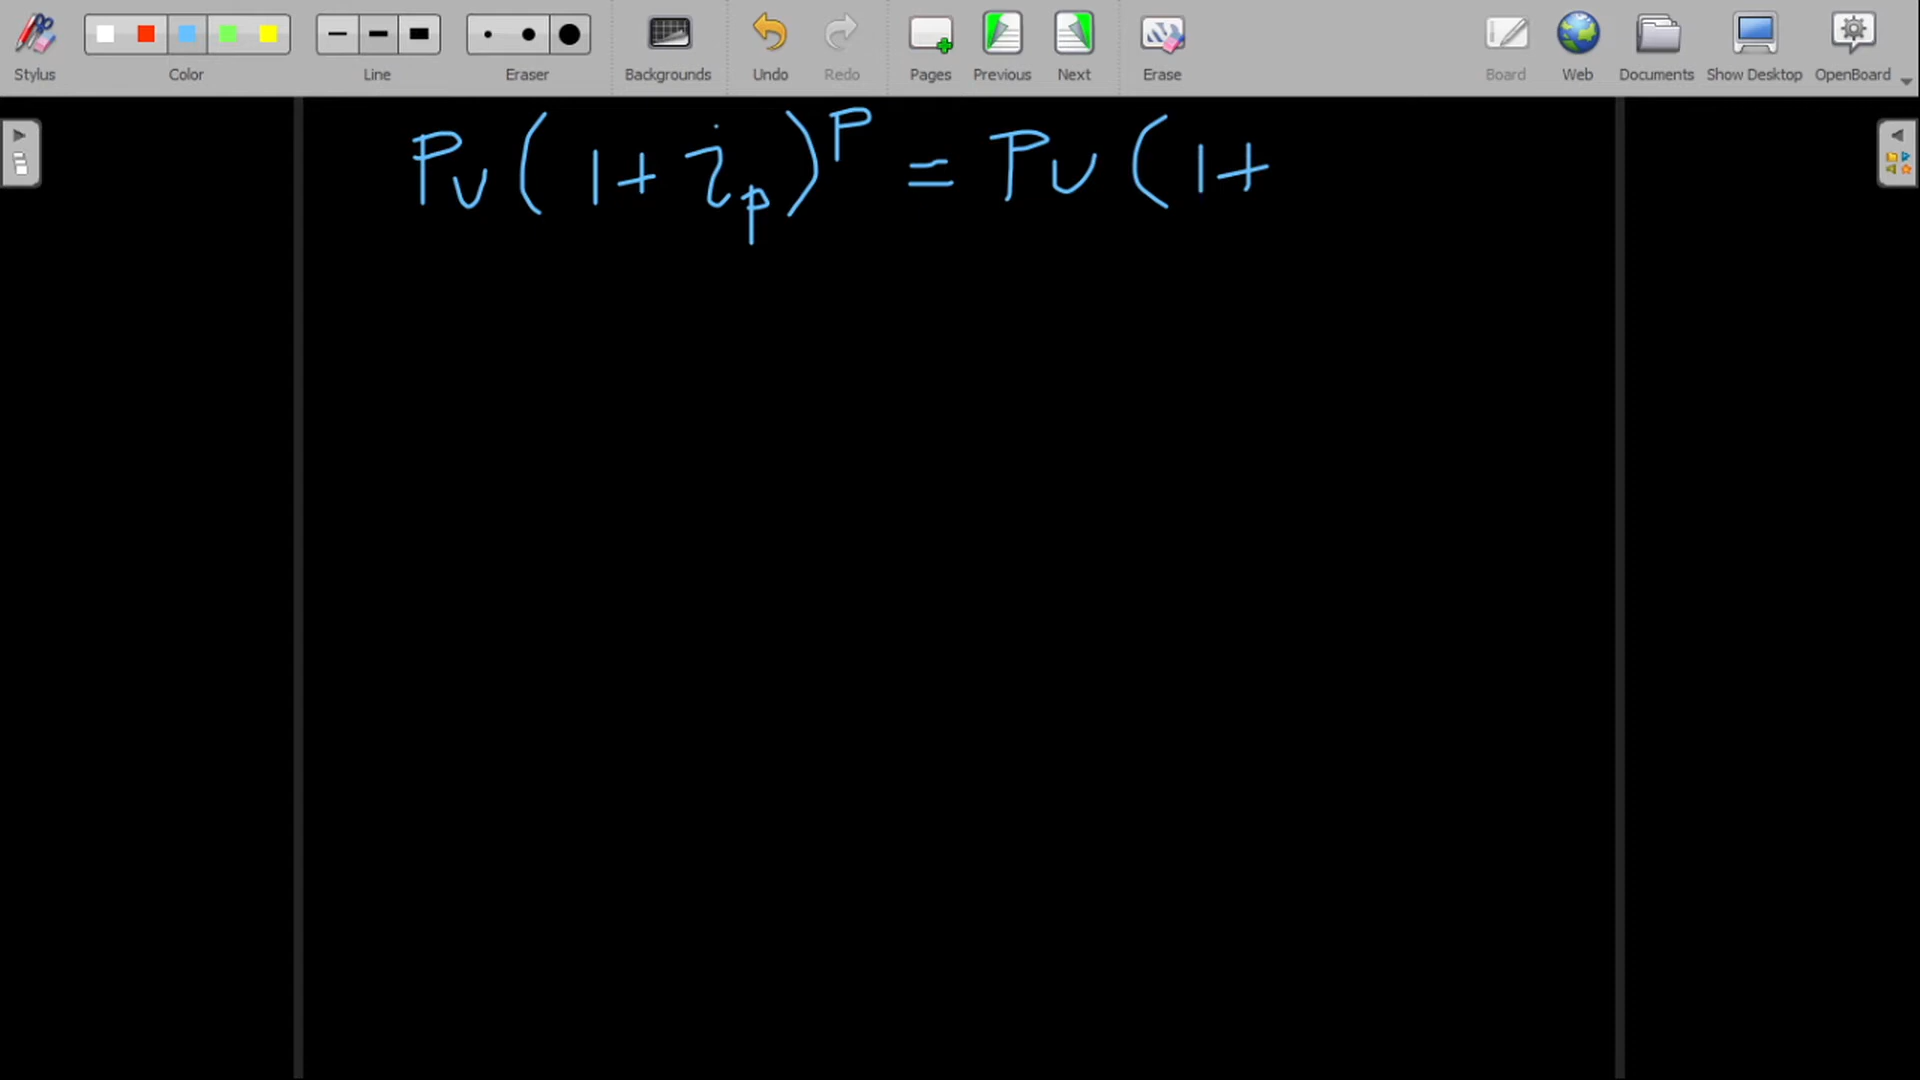 Stylus Color Line Eraser Backgrounds Undo Redo Pages Previous Next Erase Board Web Documents Show Desktop OpenBoard
Pv(1+i_p)^P = Pv(1+